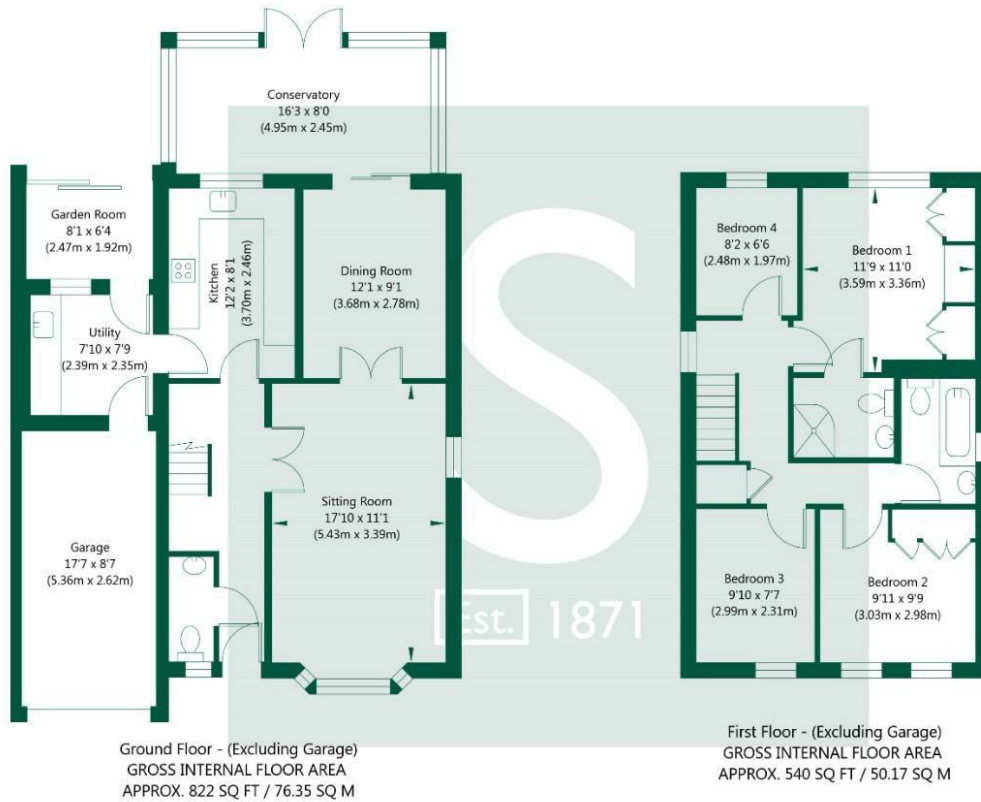 Conservatory
16'3 x 8'0
(4.95m x 2.45m)
Garden Room
8'1 x 6'4
(2.47m x 1.92m)
Kitchen
12'2 x 8'1
(3.70m x 2.46m)
Dining Room
12'1 x 9'1
(3.68m x 2.78m)
Utility
7'10 x 7'9
(2.39m x 2.35m)
Sitting Room
17'10 x 11'1
(5.43m x 3.39m)
Garage
17'7 x 8'7
(5.36m x 2.62m)
Ground Floor - (Excluding Garage)
GROSS INTERNAL FLOOR AREA
APPROX. 822 SQ FT / 76.35 SQ M
S
Est. 1871
Bedroom 4
8'2 x 6'6
(2.48m x 1.97m)
Bedroom 1
11'9 x 11'0
(3.59m x 3.36m)
Bedroom 3
9'10 x 7'7
(2.99m x 2.31m)
Bedroom 2
9'11 x 9'9
(3.03m x 2.98m)
First Floor - (Excluding Garage)
GROSS INTERNAL FLOOR AREA
APPROX. 540 SQ FT / 50.17 SQ M